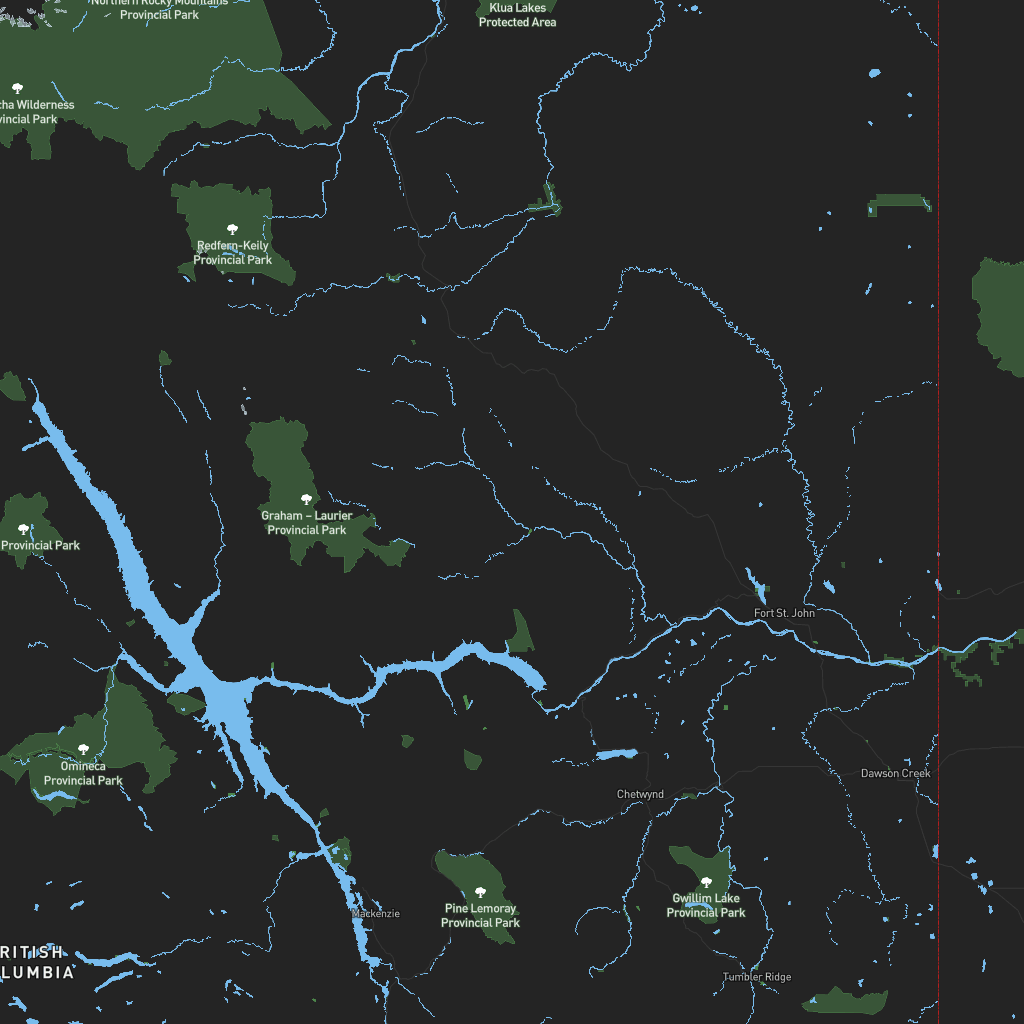 Northern Rocky Mountains
Provincial Park
Klua Lakes
Protected Area
cha Wilderness
vincial Park
Redfern-Keily
Provincial Park
Graham – Laurier
Provincial Park
Provincial Park
Fort St. John
Omineca
Provincial Park
Dawson Creek
Chetwynd
Gwillim Lake
Provincial Park
Pine Lemoray
Provincial Park
Mackenzie
RITISH
LUMBIA
Tumbler Ridge